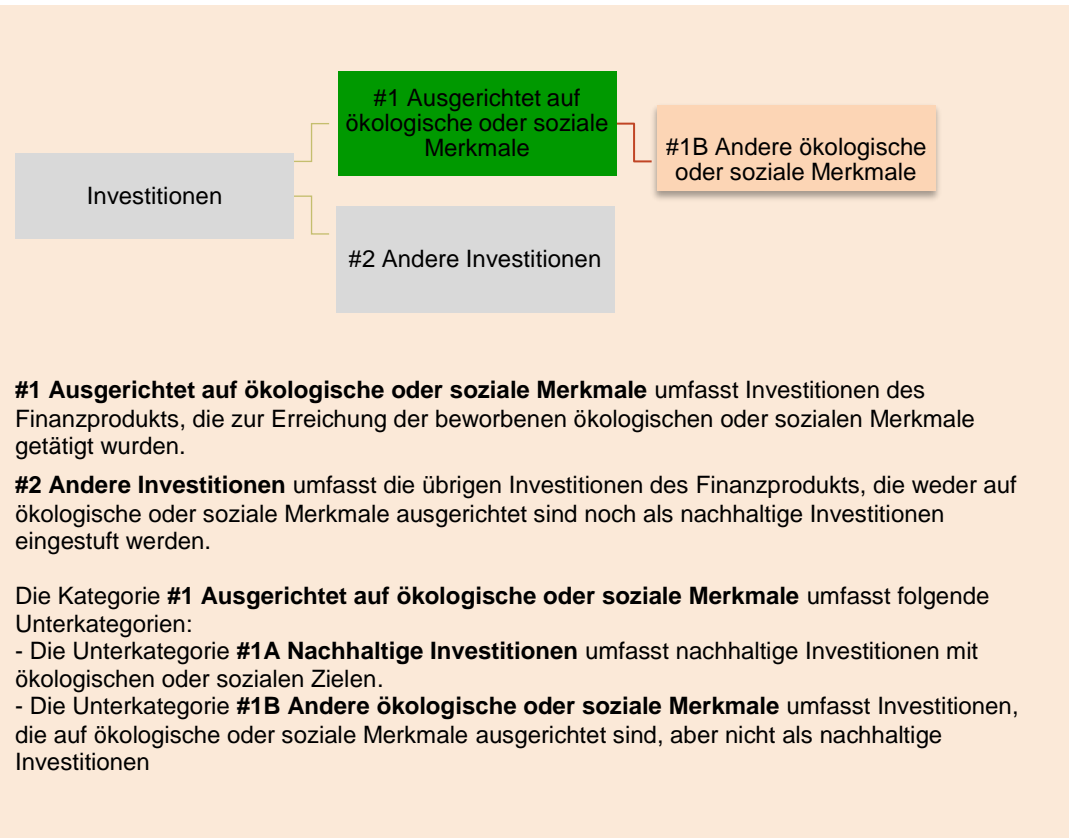 #1 Ausgerichtet auf
ökologische oder soziale
Merkmale
#1B Andere ökologische
oder soziale Merkmale
Investitionen
#2 Andere Investitionen
#1 Ausgerichtet auf ökologische oder soziale Merkmale umfasst Investitionen des
Finanzprodukts, die zur Erreichung der beworbenen ökologischen oder sozialen Merkmale
getätigt wurden.
#2 Andere Investitionen umfasst die übrigen Investitionen des Finanzprodukts, die weder auf
ökologische oder soziale Merkmale ausgerichtet sind noch als nachhaltige Investitionen
eingestuft werden.
Die Kategorie #1 Ausgerichtet auf ökologische oder soziale Merkmale umfasst folgende
Unterkategorien:
- Die Unterkategorie #1A Nachhaltige Investitionen umfasst nachhaltige Investitionen mit
ökologischen oder sozialen Zielen.
- Die Unterkategorie #1B Andere ökologische oder soziale Merkmale umfasst Investitionen,
die auf ökologische oder soziale Merkmale ausgerichtet sind, aber nicht als nachhaltige
Investitionen